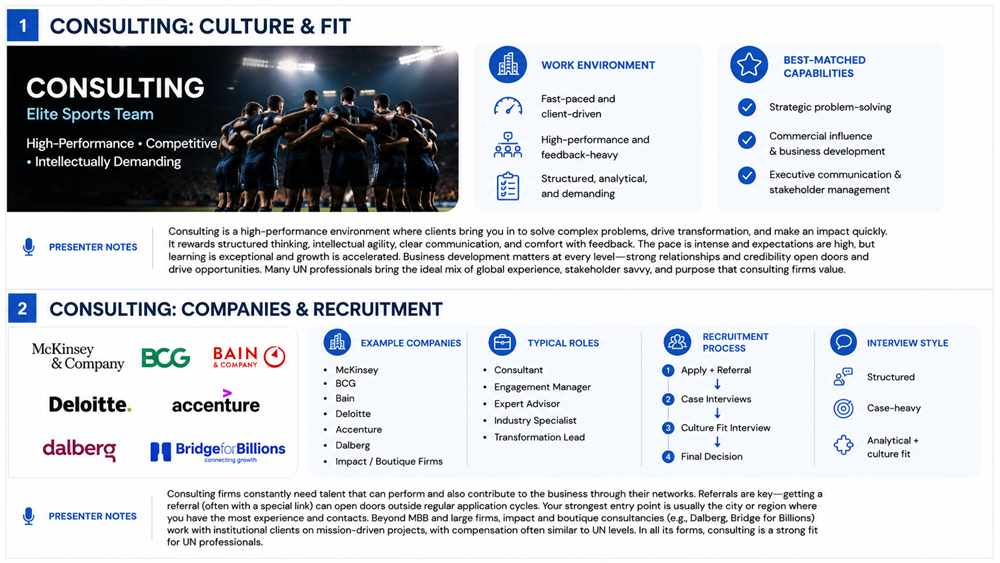 1
CONSULTING: CULTURE & FIT
CONSULTING
Elite Sports Team
High-Performance • Competitive
• Intellectually Demanding
WORK ENVIRONMENT
Fast-paced and
client-driven
High-performance and
feedback-heavy
Structured, analytical,
and demanding
BEST-MATCHED
CAPABILITIES
Strategic problem-solving
Commercial influence
& business development
Executive communication &
stakeholder management
PRESENTER NOTES
Consulting is a high-performance environment where clients bring you in to solve complex problems, drive transformation, and make an impact quickly.
It rewards structured thinking, intellectual agility, clear communication, and comfort with feedback. The pace is intense and expectations are high, but
learning is exceptional and growth is accelerated. Business development matters at every level—strong relationships and credibility open doors and
drive opportunities. Many UN professionals bring the ideal mix of global experience, stakeholder savvy, and purpose that consulting firms value.
2
CONSULTING: COMPANIES & RECRUITMENT
McKinsey
& Company
BCG
BAIN
& COMPANY
Deloitte.
accenture
dalberg
BridgeforBillions
connecting growth
EXAMPLE COMPANIES
• McKinsey
• BCG
• Bain
• Deloitte
• Accenture
• Dalberg
• Impact / Boutique Firms
TYPICAL ROLES
• Consultant
• Engagement Manager
• Expert Advisor
• Industry Specialist
• Transformation Lead
RECRUITMENT
PROCESS
1 Apply + Referral
2 Case Interviews
3 Culture Fit Interview
4 Final Decision
INTERVIEW STYLE
Structured
Case-heavy
Analytical +
culture fit
PRESENTER NOTES
Consulting firms constantly need talent that can perform and also contribute to the business through their networks. Referrals are key—getting a
referral (often with a special link) can open doors outside regular application cycles. Your strongest entry point is usually the city or region where
you have the most experience and contacts. Beyond MBB and large firms, impact and boutique consultancies (e.g., Dalberg, Bridge for Billions)
work with institutional clients on mission-driven projects, with compensation often similar to UN levels. In all its forms, consulting is a strong fit
for UN professionals.